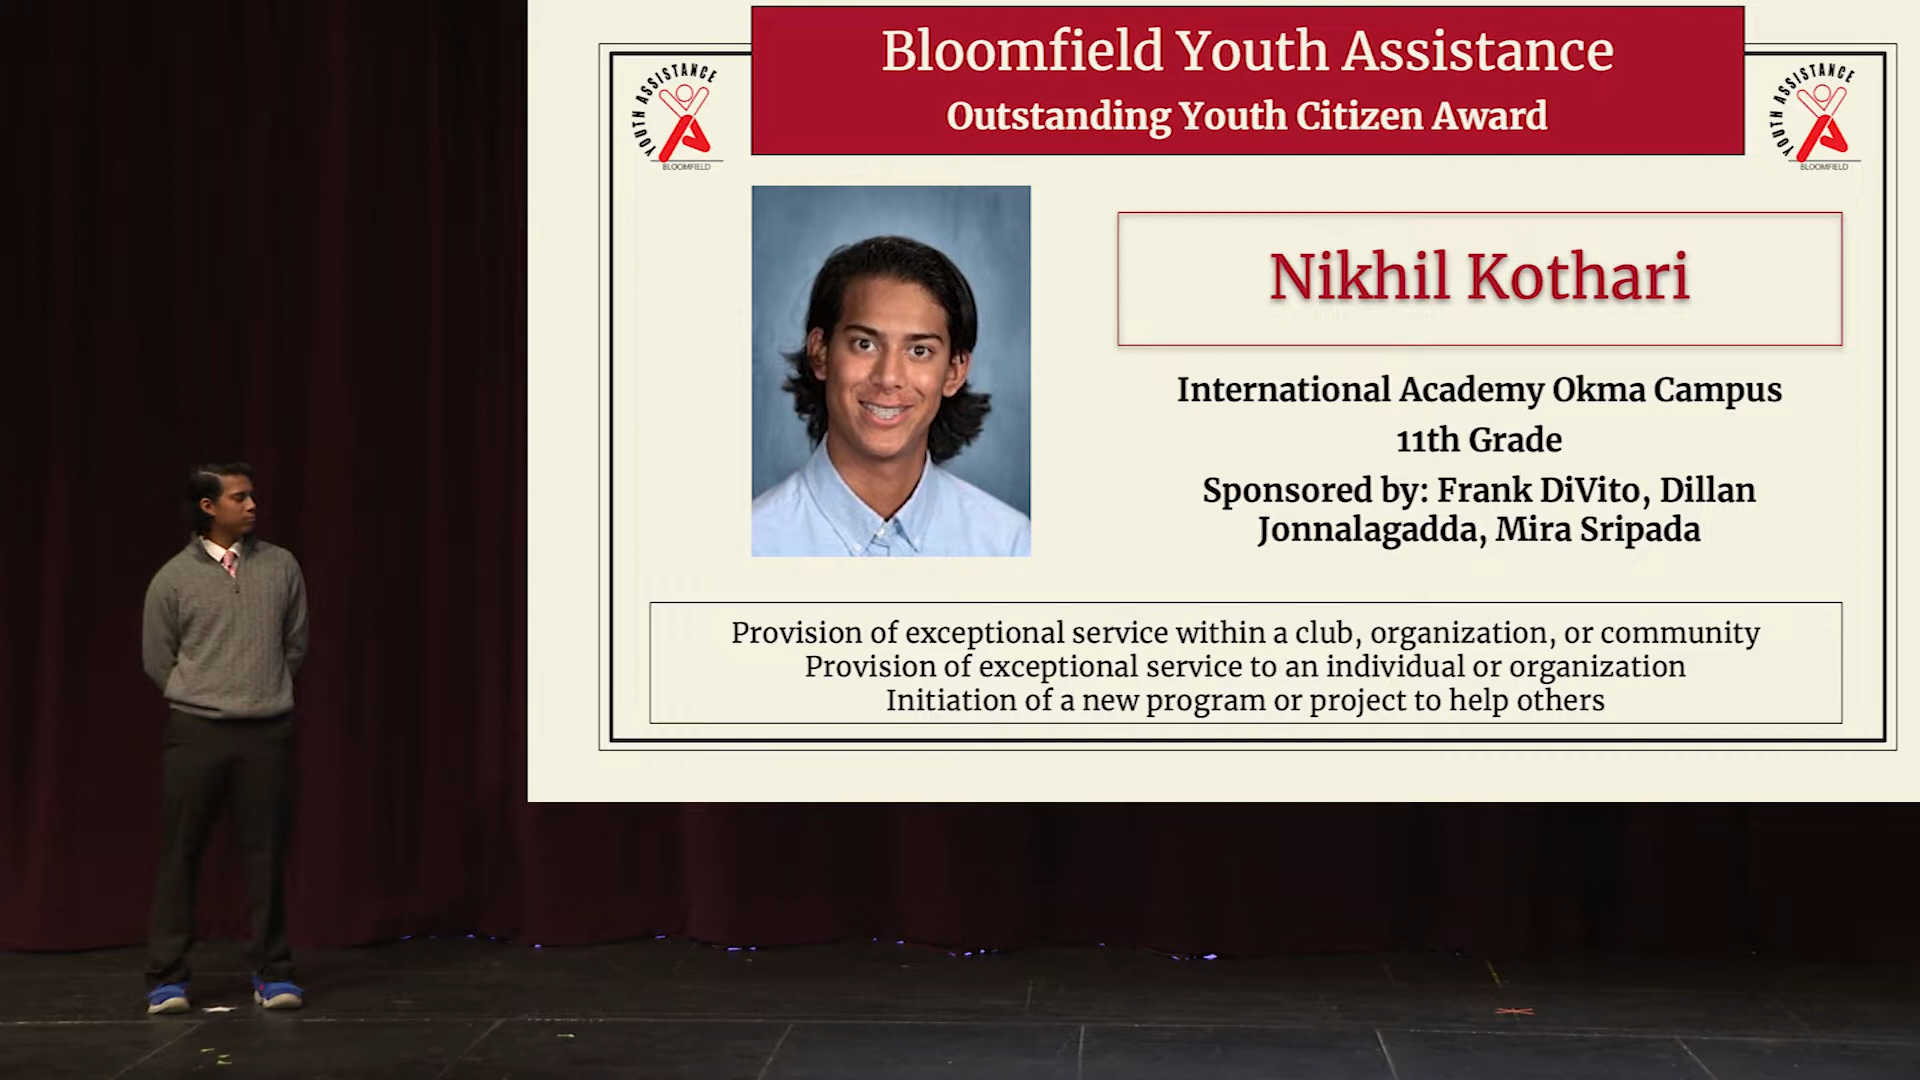 Bloomfield Youth Assistance
Outstanding Youth Citizen Award
YOUTH ASSISTANCE
BLOOMFIELD
YOUTH ASSISTANCE
BLOOMFIELD
Nikhil Kothari
International Academy Okma Campus
11th Grade
Sponsored by: Frank DiVito, Dillan
Jonnalagadda, Mira Sripada
Provision of exceptional service within a club, organization, or community
Provision of exceptional service to an individual or organization
Initiation of a new program or project to help others